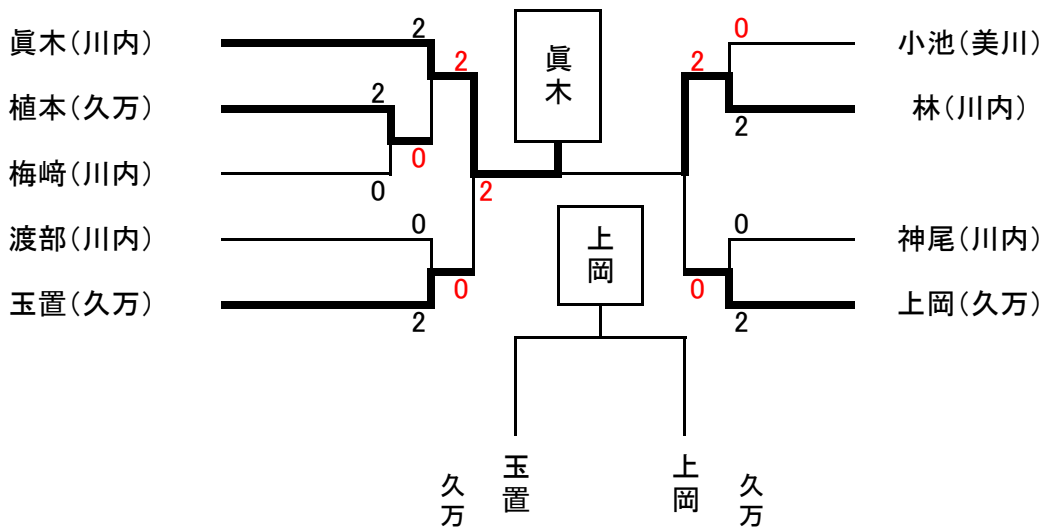 眞木(川内)
植本(久万)
梅﨑(川内)
渡部(川内)
玉置(久万)
2
2
2
0
0
0
0
2
2
眞木
上岡
0
2
2
0
0
2
小池(美川)
林(川内)
神尾(川内)
上岡(久万)
久万
玉置
上岡
久万